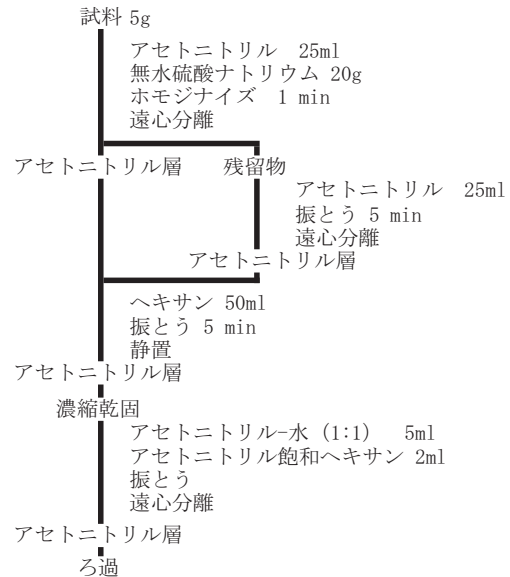 試料 5g
アセトニトリル 25ml
無水硫酸ナトリウム 20g
ホモジナイズ 1 min
遠心分離
アセトニトリル層
残留物
アセトニトリル 25ml
振とう 5 min
遠心分離
アセトニトリル層
ヘキサン 50ml
振とう 5 min
静置
アセトニトリル層
濃縮乾固
アセトニトリル-水 (1:1) 5ml
アセトニトリル飽和ヘキサン 2ml
振とう
遠心分離
アセトニトリル層
ろ過